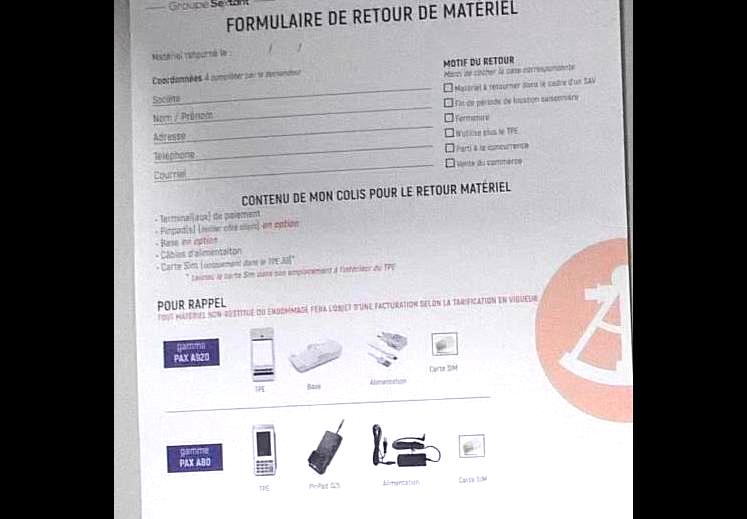 Groupe Sextant
FORMULAIRE DE RETOUR DE MATÉRIEL
Matériel retourné le : / /
Coordonnées à compléter par le demandeur
Société
Nom / Prénom
Adresse
Téléphone
Courriel
MOTIF DU RETOUR
Merci de cocher la case correspondante
Matériel à retourner dans le cadre d'un SAV
Fin de période de location saisonnière
Fermeture
N'utilise plus le TPE
Parti à la concurrence
Vente du commerce
CONTENU DE MON COLIS POUR LE RETOUR MATÉRIEL
- Terminal(aux) de paiement
- Pinpad(s) (boitier côté client) en option
- Base en option
- Câbles d'alimentaiton
- Carte Sim (uniquement dans le TPE 3G)*
* Laissez la carte Sim dans son emplacement à l'intérieur du TPE
POUR RAPPEL
TOUT MATÉRIEL NON-RESTITUÉ OU ENDOMMAGÉ FERA L'OBJET D'UNE FACTURATION SELON LA TARIFICATION EN VIGUEUR
gamme
PAX A920
TPE
Base
Alimentation
Carte SIM
gamme
PAX A80
TPE
PinPad Q25
Alimentation
Carte SIM